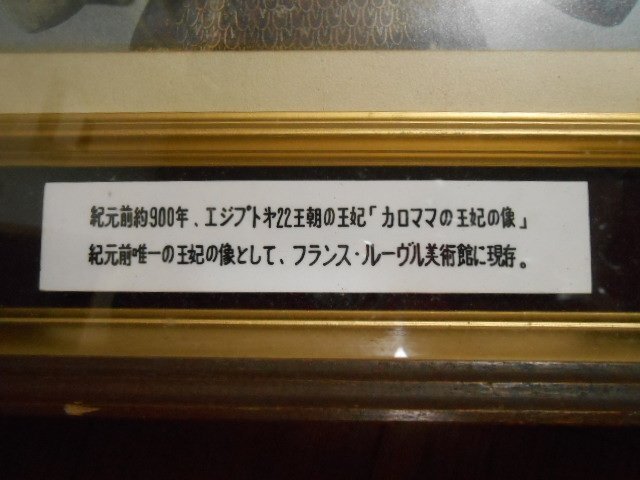 紀元前約900年、エジプト㐧22王朝の王妃「カロママの王妃の像」
紀元前唯一の王妃の像として、フランス・ルーヴル美術館に現存。